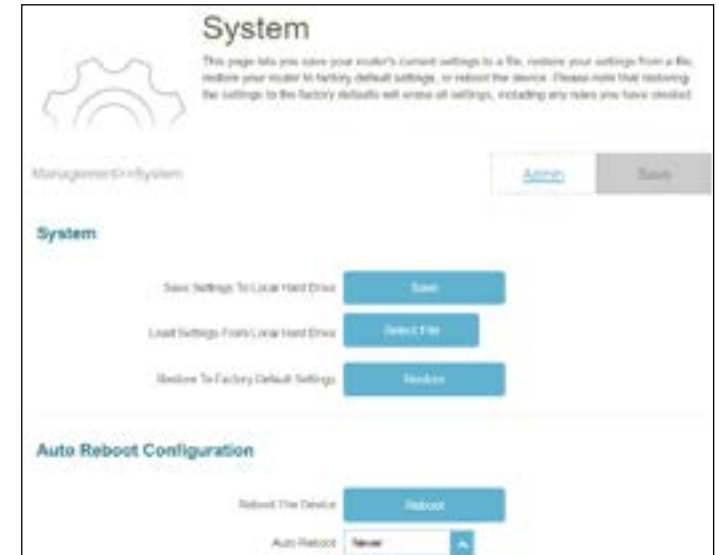 System
This page lets you save your router's current settings to a file, restore your settings from a file,
restore your router to factory default settings, or reboot the device. Please note that restoring
the settings to the factory defaults will erase all settings, including any rules you have created.
Management>>System
Admin
Save
System
Save Settings To Local Hard Drive
Save
Load Settings From Local Hard Drive
Select File
Restore To Factory Default Settings
Restore
Auto Reboot Configuration
Reboot The Device
Reboot
Auto Reboot
Never